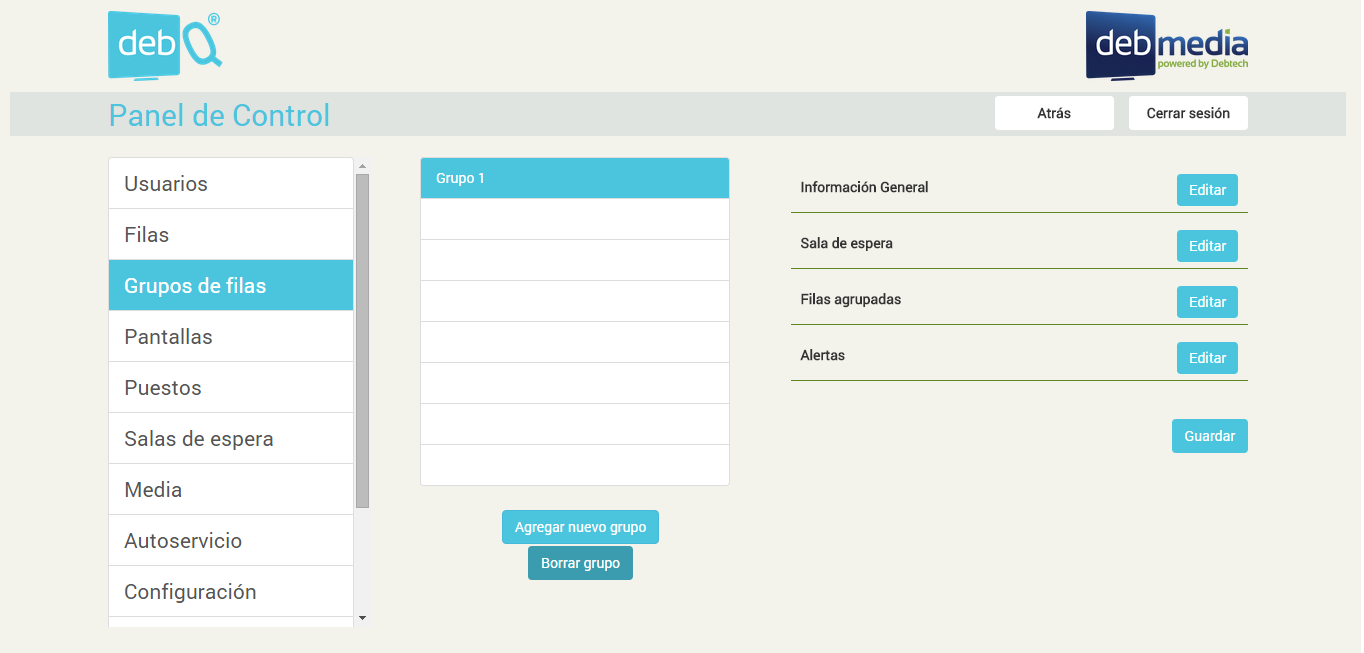 debQ®
debmedia
powered by Debtech
Panel de Control
Atrás
Cerrar sesión
Usuarios
Filas
Grupos de filas
Pantallas
Puestos
Salas de espera
Media
Autoservicio
Configuración
Grupo 1
Agregar nuevo grupo
Borrar grupo
Información General
Editar
Sala de espera
Editar
Filas agrupadas
Editar
Alertas
Editar
Guardar